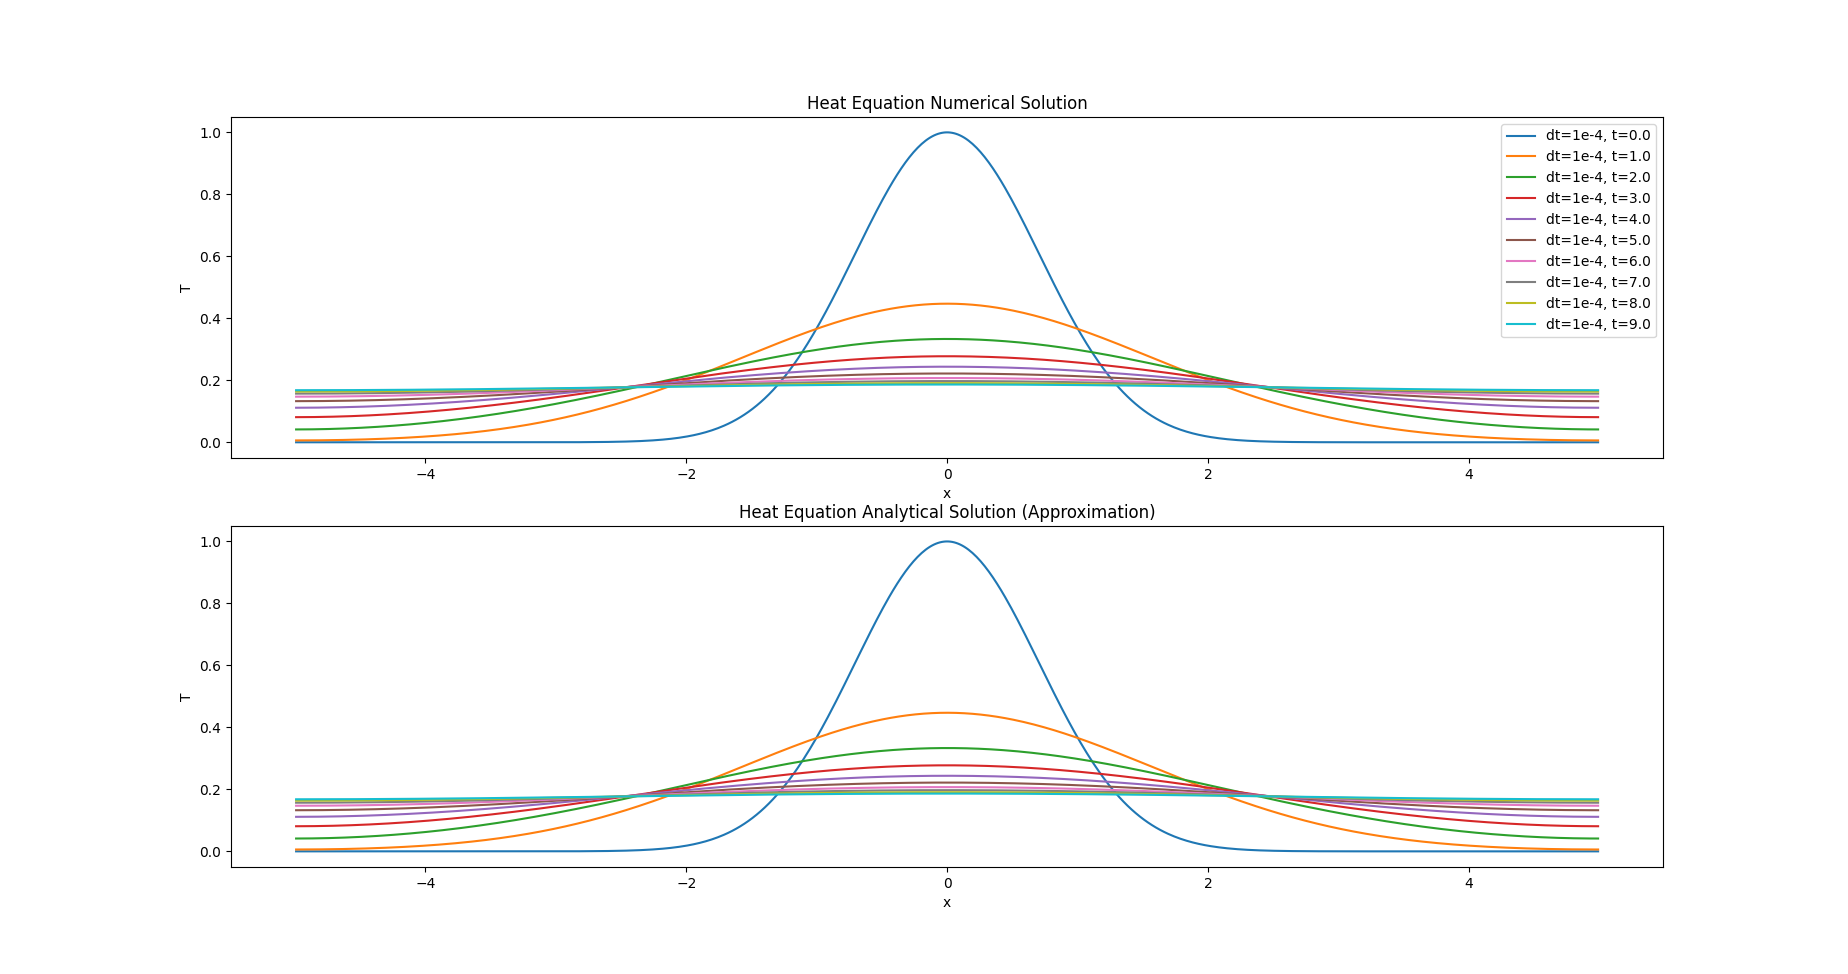 Heat Equation Numerical Solution
T
1.0
0.8
0.6
0.4
0.2
0.0
−4
−2
0
2
4
x
dt=1e-4, t=0.0
dt=1e-4, t=1.0
dt=1e-4, t=2.0
dt=1e-4, t=3.0
dt=1e-4, t=4.0
dt=1e-4, t=5.0
dt=1e-4, t=6.0
dt=1e-4, t=7.0
dt=1e-4, t=8.0
dt=1e-4, t=9.0
Heat Equation Analytical Solution (Approximation)
T
1.0
0.8
0.6
0.4
0.2
0.0
−4
−2
0
2
4
x